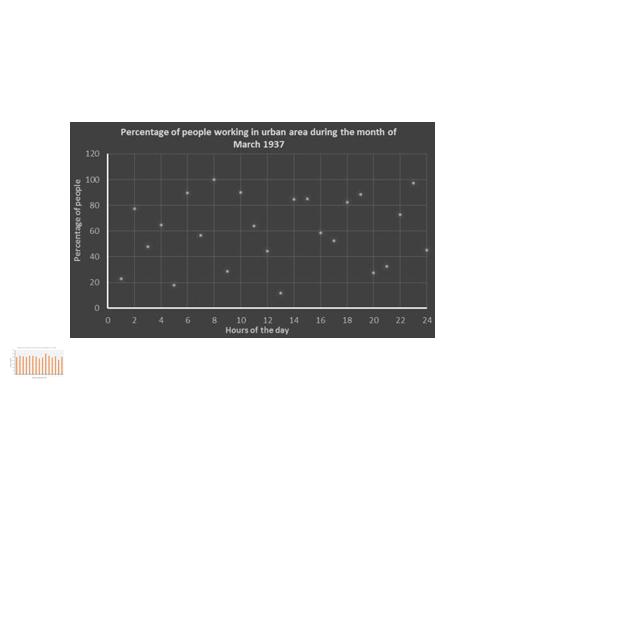 Percentage of people working in urban area during the month of
March 1937
120
100
80
60
40
20
0
Percentage of people
0 2 4 6 8 10 12 14 16 18 20 22 24
Hours of the day